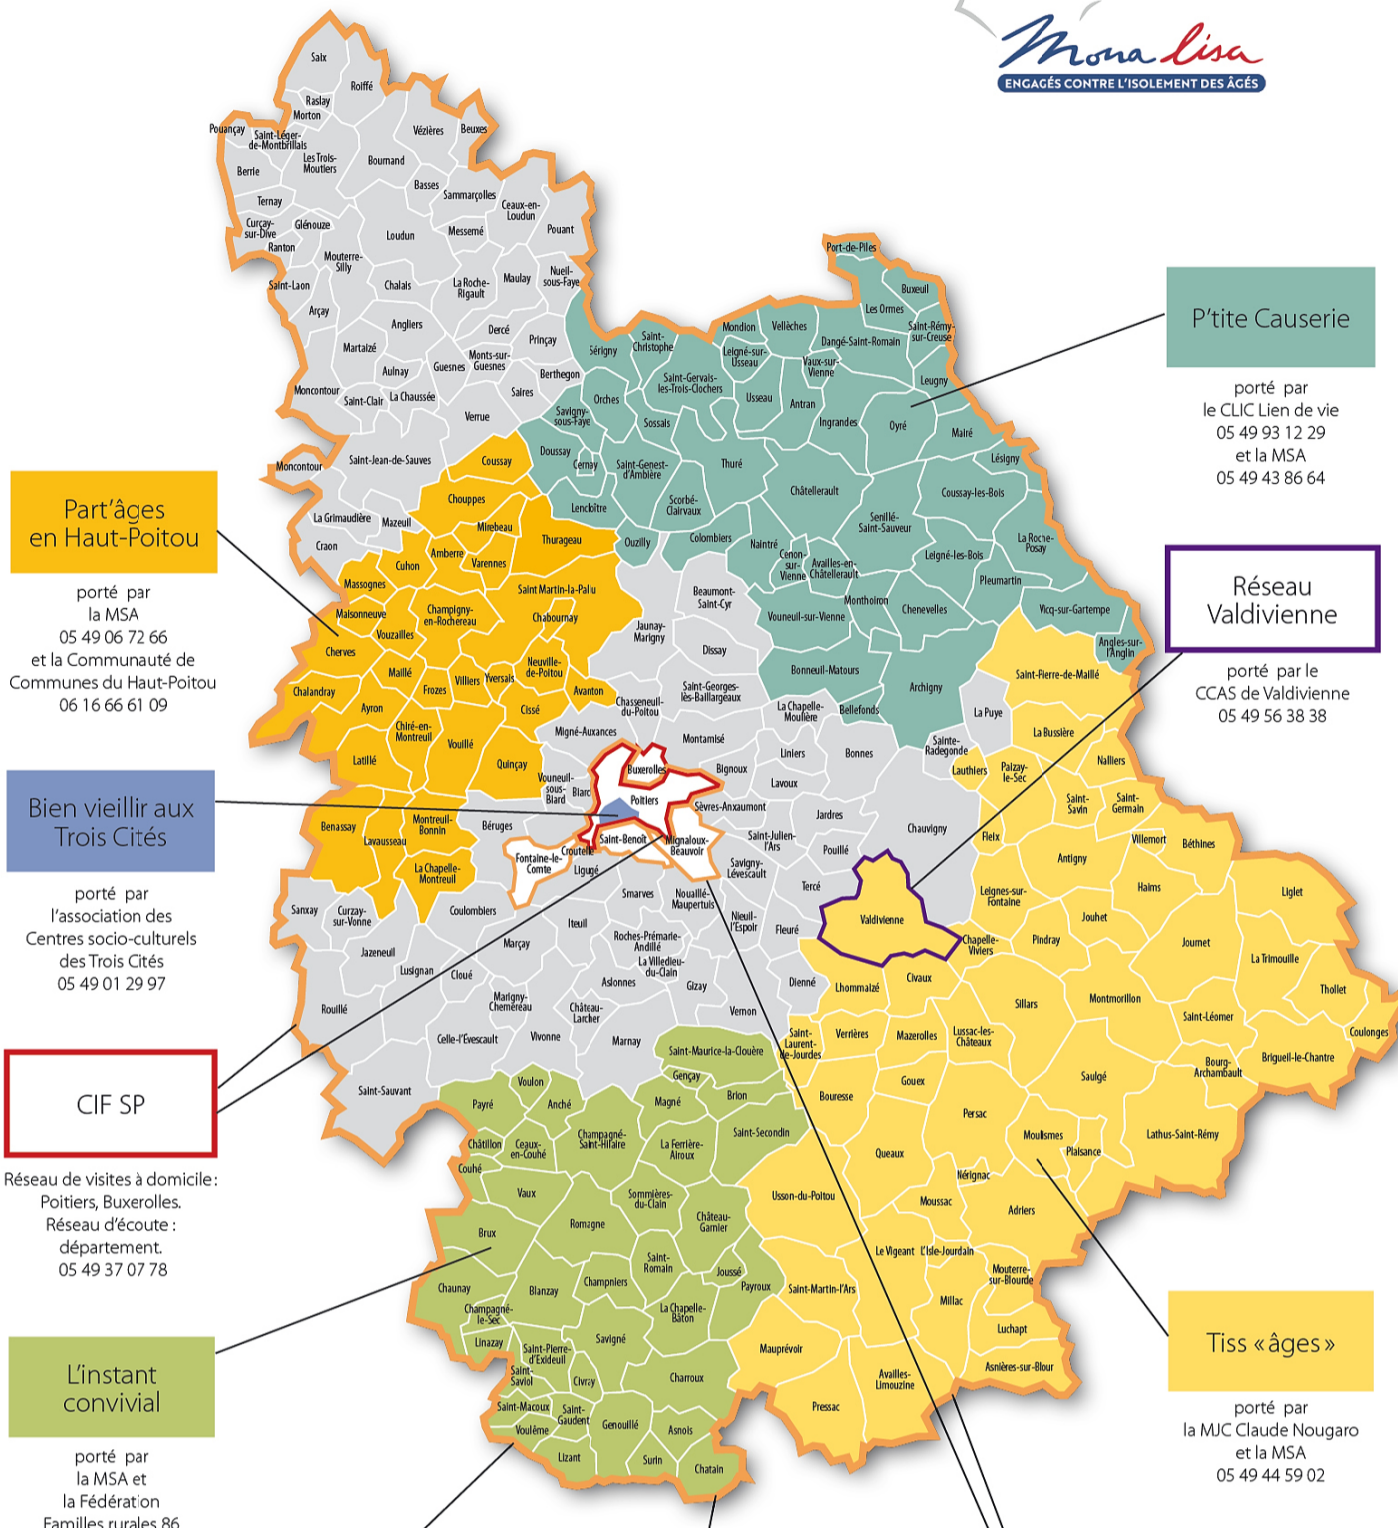 Mona lisa
ENGAGÉS CONTRE L'ISOLEMENT DES ÂGÉS
Saix
Roiffé
Raslay
Morton
Pouançay
Saint-Léger-
de-Montbrillais
Vézières
Beuxes
Les Trois-
Moutiers
Bournand
Berrie
Basses
Sammarçolles
Ternay
Ceaux-en-
Loudun
Curçay-
sur-Dive
Glénouze
Loudun
Messemé
Pouant
Ranton
Mouterre-
Silly
Saint-Laon
Chalais
La Roche-
Rigault
Maulay
Nueil-
sous-Faye
Arçay
Angliers
Dercé
Prinçay
Martaizé
Monts-sur-
Guesnes
Guesnes
Aulnay
Berthegon
Moncontour
Saint-Clair
La Chaussée
Saires
Verrue
Moncontour
Saint-Jean-de-Sauves
La Grimaudière
Mazeuil
Craon
Port-de-Piles
Buxeuil
Les Ormes
Saint-Rémy-
sur-Creuse
Mondion
Vellèches
Dangé-Saint-Romain
Sérigny
Saint-
Christophe
Leigné-sur-
Usseau
Vaux-sur-
Vienne
Leugny
Saint-Gervais-
les-Trois-Clochers
Usseau
Antran
Ingrandes
Oyré
Mairé
Orches
Savigny-
sous-Faye
Sossais
Lésigny
Doussay
Cernay
Saint-Genest-
d'Ambière
Thuré
Châtellerault
Coussay-les-Bois
Lencloître
Scorbé-
Clairvaux
Senillé-
Saint-Sauveur
La Roche-
Posay
Ouzilly
Colombiers
Naintré
Cenon-
sur-
Vienne
Availles-en-
Châtellerault
Leigné-les-Bois
Pleumartin
Monthoiron
Chenevelles
Vouneuil-sur-Vienne
Vicq-sur-Gartempe
Angles-sur-
l'Anglin
Bonneuil-Matours
Archigny
Bellefonds
P'tite Causerie
porté par
le CLIC Lien de vie
05 49 93 12 29
et la MSA
05 49 43 86 64
Part'âges
en Haut-Poitou
porté par
la MSA
05 49 06 72 66
et la Communauté de
Communes du Haut-Poitou
06 16 66 61 09
Coussay
Chouppes
Mirebeau
Thurageau
Amberre
Cuhon
Varennes
Massognes
Saint Martin-la-Pallu
Maisonneuve
Champigny-
en-Rochereau
Chabournay
Vouzailles
Cherves
Maillé
Neuville-
de-Poitou
Villiers
Yversais
Frozes
Avanton
Chalandray
Ayron
Cissé
Chiré-en-
Montreuil
Vouillé
Latillé
Quinçay
Benassay
Lavausseau
Montreuil-
Bonnin
La Chapelle-
Montreuil
Réseau
Valdivienne
porté par le
CCAS de Valdivienne
05 49 56 38 38
Beaumont-
Saint-Cyr
Jaunay-
Marigny
Dissay
Saint-Georges-
lès-Baillargeaux
Chasseneuil-
du-Poitou
La Chapelle-
Moulière
La Puye
Migné-Auxances
Montamisé
Liniers
Bonnes
Sainte-
Radegonde
Bignoux
Lavoux
Vouneuil-
sous-
Biard
Biard
Buxerolles
Poitiers
Sèvres-Anxaumont
Jardres
Chauvigny
Béruges
Saint-Benoît
Mignaloux-
Beauvoir
Saint-Julien-
l'Ars
Pouillé
Croutelle
Fontaine-le-
Comte
Ligugé
Savigny-
Lévescault
Tercé
Smarves
Nouaillé-
Maupertuis
Sanxay
Curzay-
sur-Vonne
Coulombiers
Iteuil
Nieuil-
l'Espoir
Fleuré
Valdivienne
Marçay
Roches-Prémarie-
Andillé
Jazeneuil
La Villedieu-
du-Clain
Lusignan
Cloué
Aslonnes
Gizay
Dienné
Rouillé
Marigny-
Chemereau
Château-
Larcher
Vernon
Celle-l'Évescault
Vivonne
Marnay
Saint-Sauvant
Bien vieillir aux
Trois Cités
porté par
l'association des
Centres socio-culturels
des Trois Cités
05 49 01 29 97
CIF SP
Réseau de visites à domicile :
Poitiers, Buxerolles.
Réseau d'écoute :
département.
05 49 37 07 78
Saint-Pierre-de-Maillé
La Bussière
Lauthiers
Paizay-
le-Sec
Nalliers
Saint-
Savin
Saint-
Germain
Fleix
Villemort
Béthines
Antigny
Leignes-sur-
Fontaine
Haims
Liglet
Jouhet
Chapelle-
Viviers
Pindray
Journet
La Trimouille
Civaux
Lhommaizé
Sillars
Montmorillon
Thollet
Saint-Léomer
Coulonges
Saint-
Laurent-
de-Jourdes
Verrières
Mazerolles
Lussac-les-
Châteaux
Brigueil-le-Chantre
Bourg-
Archambault
Saulgé
Gouex
Bouresse
Persac
Moulismes
Lathus-Saint-Rémy
Plaisance
Queaux
Nérignac
Usson-du-Poitou
Moussac
Adriers
Le Vigeant
L'Isle-Jourdain
Mouterre-
sur-Blourde
Saint-Martin-l'Ars
Millac
Luchapt
Mauprévoir
Asnières-sur-Blour
Availles-
Limouzine
Pressac
Saint-Maurice-la-Clouère
Gençay
Voulon
Payré
Anché
Magné
Brion
Champagné-
Saint-Hilaire
Saint-Secondin
Châtillon
Ceaux-
en-Couhé
La Ferrière-
Airoux
Couhé
Vaux
Sommières-
du-Clain
Château-
Garnier
Romagne
Brux
Saint-
Romain
Joussé
Payroux
Chaunay
Blanzay
Champniers
Champagné-
le-Sec
La Chapelle-
Bâton
Linazay
Savigné
Saint-Pierre-
d'Exideuil
Saint-
Saviol
Civray
Charroux
Saint-Macoux
Saint-
Gaudent
Genouillé
Asnois
Voulême
Lizant
Surin
Chatain
L'instant
convivial
porté par
la MSA et
la Fédération
Familles rurales 86
Tiss «âges»
porté par
la MJC Claude Nougaro
et la MSA
05 49 44 59 02